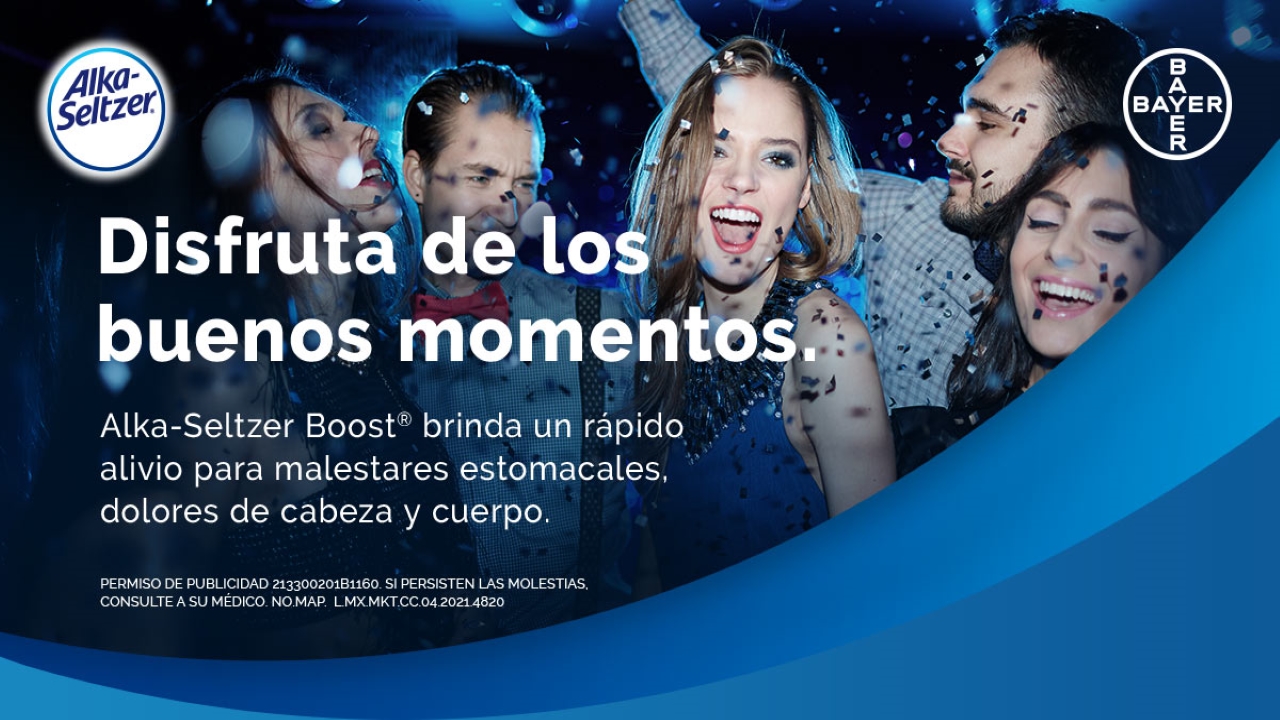 Alka-
Seltzer®
BAYER
BAYER
Disfruta de los
buenos momentos.
Alka-Seltzer Boost® brinda un rápido
alivio para malestares estomacales,
dolores de cabeza y cuerpo.
PERMISO DE PUBLICIDAD 213300201B1160. SI PERSISTEN LAS MOLESTIAS,
CONSULTE A SU MÉDICO. NO.MAP. L.MX.MKT.CC.04.2021.4820